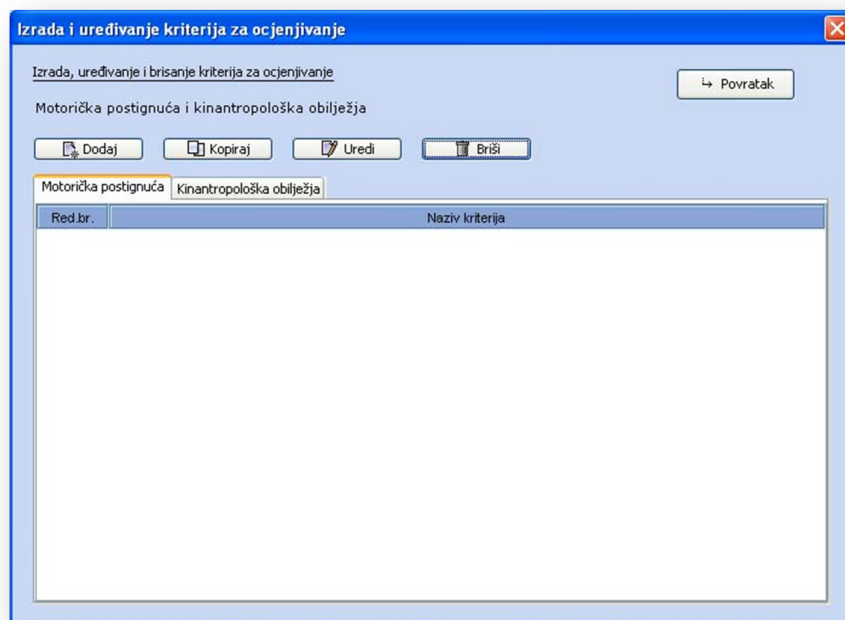 Izrada i uređivanje kriterija za ocjenjivanje
Izrada, uređivanje i brisanje kriterija za ocjenjivanje
Povratak
Motorička postignuća i kinantropološka obilježja
Dodaj Kopiraj Uredi Briši
Motorička postignuća Kinantropološka obilježja
Red.br. Naziv kriterija